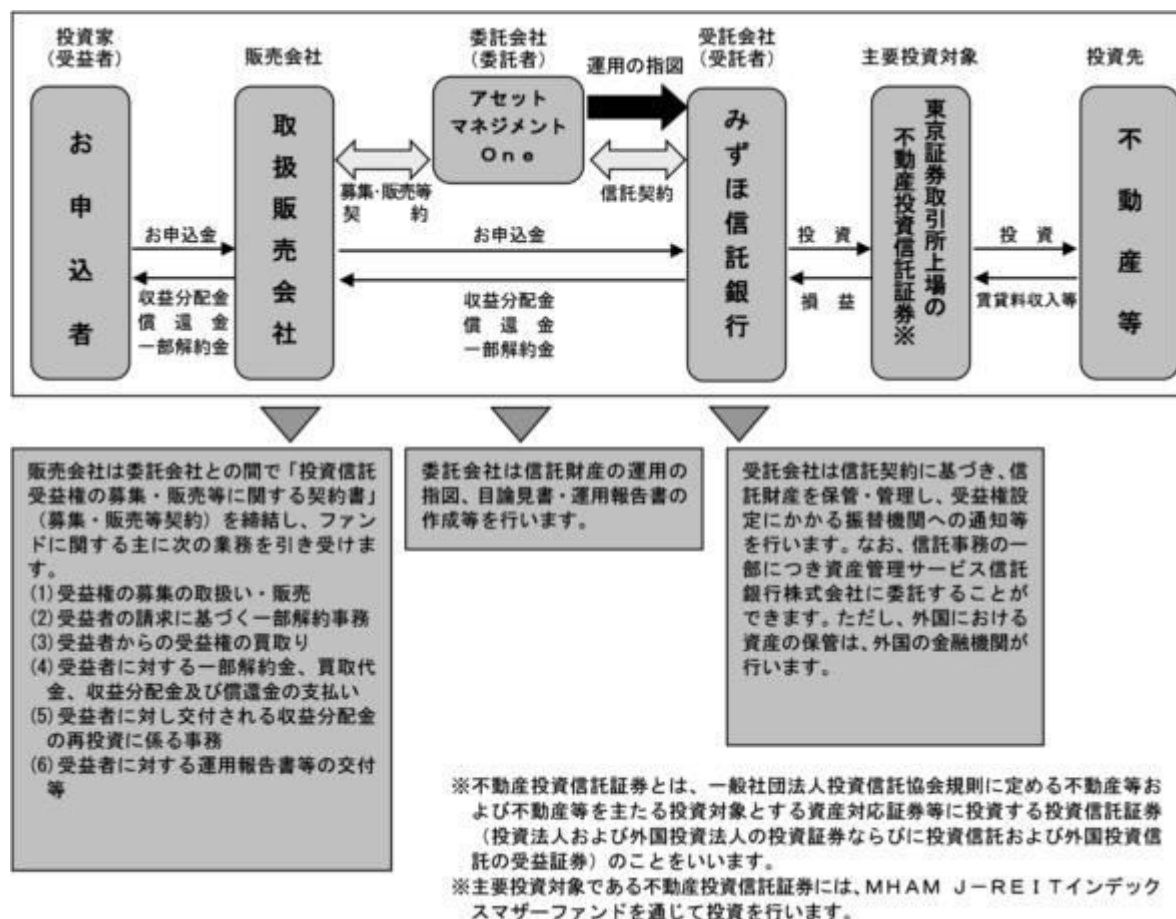 投資家
（受益者）
販売会社
委託会社
（委託者）
運用の指図
受託会社
（受託者）
主要投資対象
投資先
お申込者
取扱販売会社
アセット
マネジメント
Ｏｎｅ
みずほ信託銀行
東京証券取引所上場の
不動産投資信託証券※
不動産等
募集・販売等
契約
信託契約
お申込金
お申込金
投資
投資
収益分配金
償還金
一部解約金
収益分配金
償還金
一部解約金
損益
賃貸料収入等
販売会社は委託会社との間で「投資信託
受益権の募集・販売等に関する契約書」
（募集・販売等契約）を締結し、ファン
ドに関する主に次の業務を引き受けま
す。
(1)受益権の募集の取扱い・販売
(2)受益者の請求に基づく一部解約事務
(3)受益者からの受益権の買取り
(4)受益者に対する一部解約金、買取代
金、収益分配金及び償還金の支払い
(5)受益者に対し交付される収益分配金
の再投資に係る事務
(6)受益者に対する運用報告書等の交付
等
委託会社は信託財産の運用の
指図、目論見書・運用報告書の
作成等を行います。
受託会社は信託契約に基づき、信
託財産を保管・管理し、受益権設
定にかかる振替機関への通知等
を行います。なお、信託事務の一
部につき資産管理サービス信託
銀行株式会社に委託することが
できます。ただし、外国における
資産の保管は、外国の金融機関が
行います。
※不動産投資信託証券とは、一般社団法人投資信託協会規則に定める不動産等お
よび不動産等を主たる投資対象とする資産対応証券等に投資する投資信託証券
（投資法人および外国投資法人の投資証券ならびに投資信託および外国投資信
託の受益証券）のことをいいます。
※主要投資対象である不動産投資信託証券には、ＭＨＡＭ Ｊ－ＲＥＩＴインデック
スマザーファンドを通じて投資を行います。